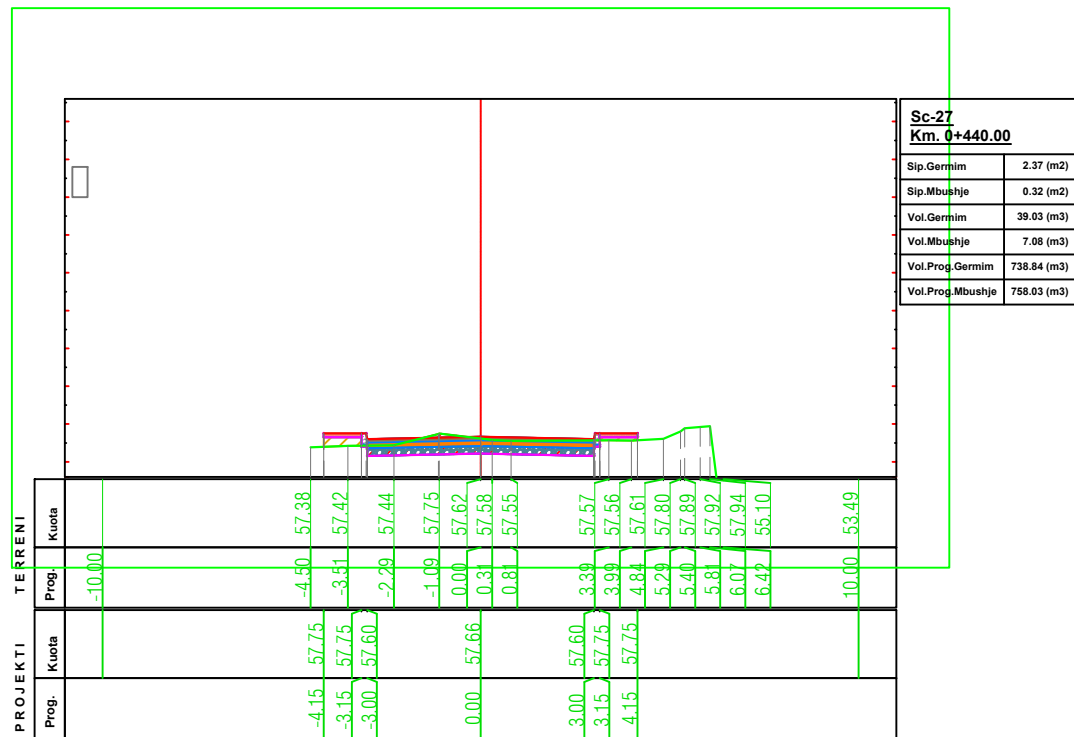 Sc-27
Km. 0+440.00
Sip.Germim 2.37 (m2)
Sip.Mbushje 0.32 (m2)
Vol.Germim 39.03 (m3)
Vol.Mbushje 7.08 (m3)
Vol.Prog.Germim 738.84 (m3)
Vol.Prog.Mbushje 758.03 (m3)
TERRENI
Kuota 57.38 57.42 57.44 57.75 57.62 57.58 57.55 57.57 57.56 57.61 57.80 57.89 57.92 57.94 55.10 53.49
Prog. -10.00 -4.50 -3.51 -2.29 -1.09 0.00 0.31 0.81 3.39 3.99 4.84 5.29 5.40 5.81 6.07 6.42 10.00
PROJEKTI
Kuota 57.75 57.75 57.60 57.66 57.60 57.75 57.75
Prog. -4.15 -3.15 -3.00 0.00 3.00 3.15 4.15